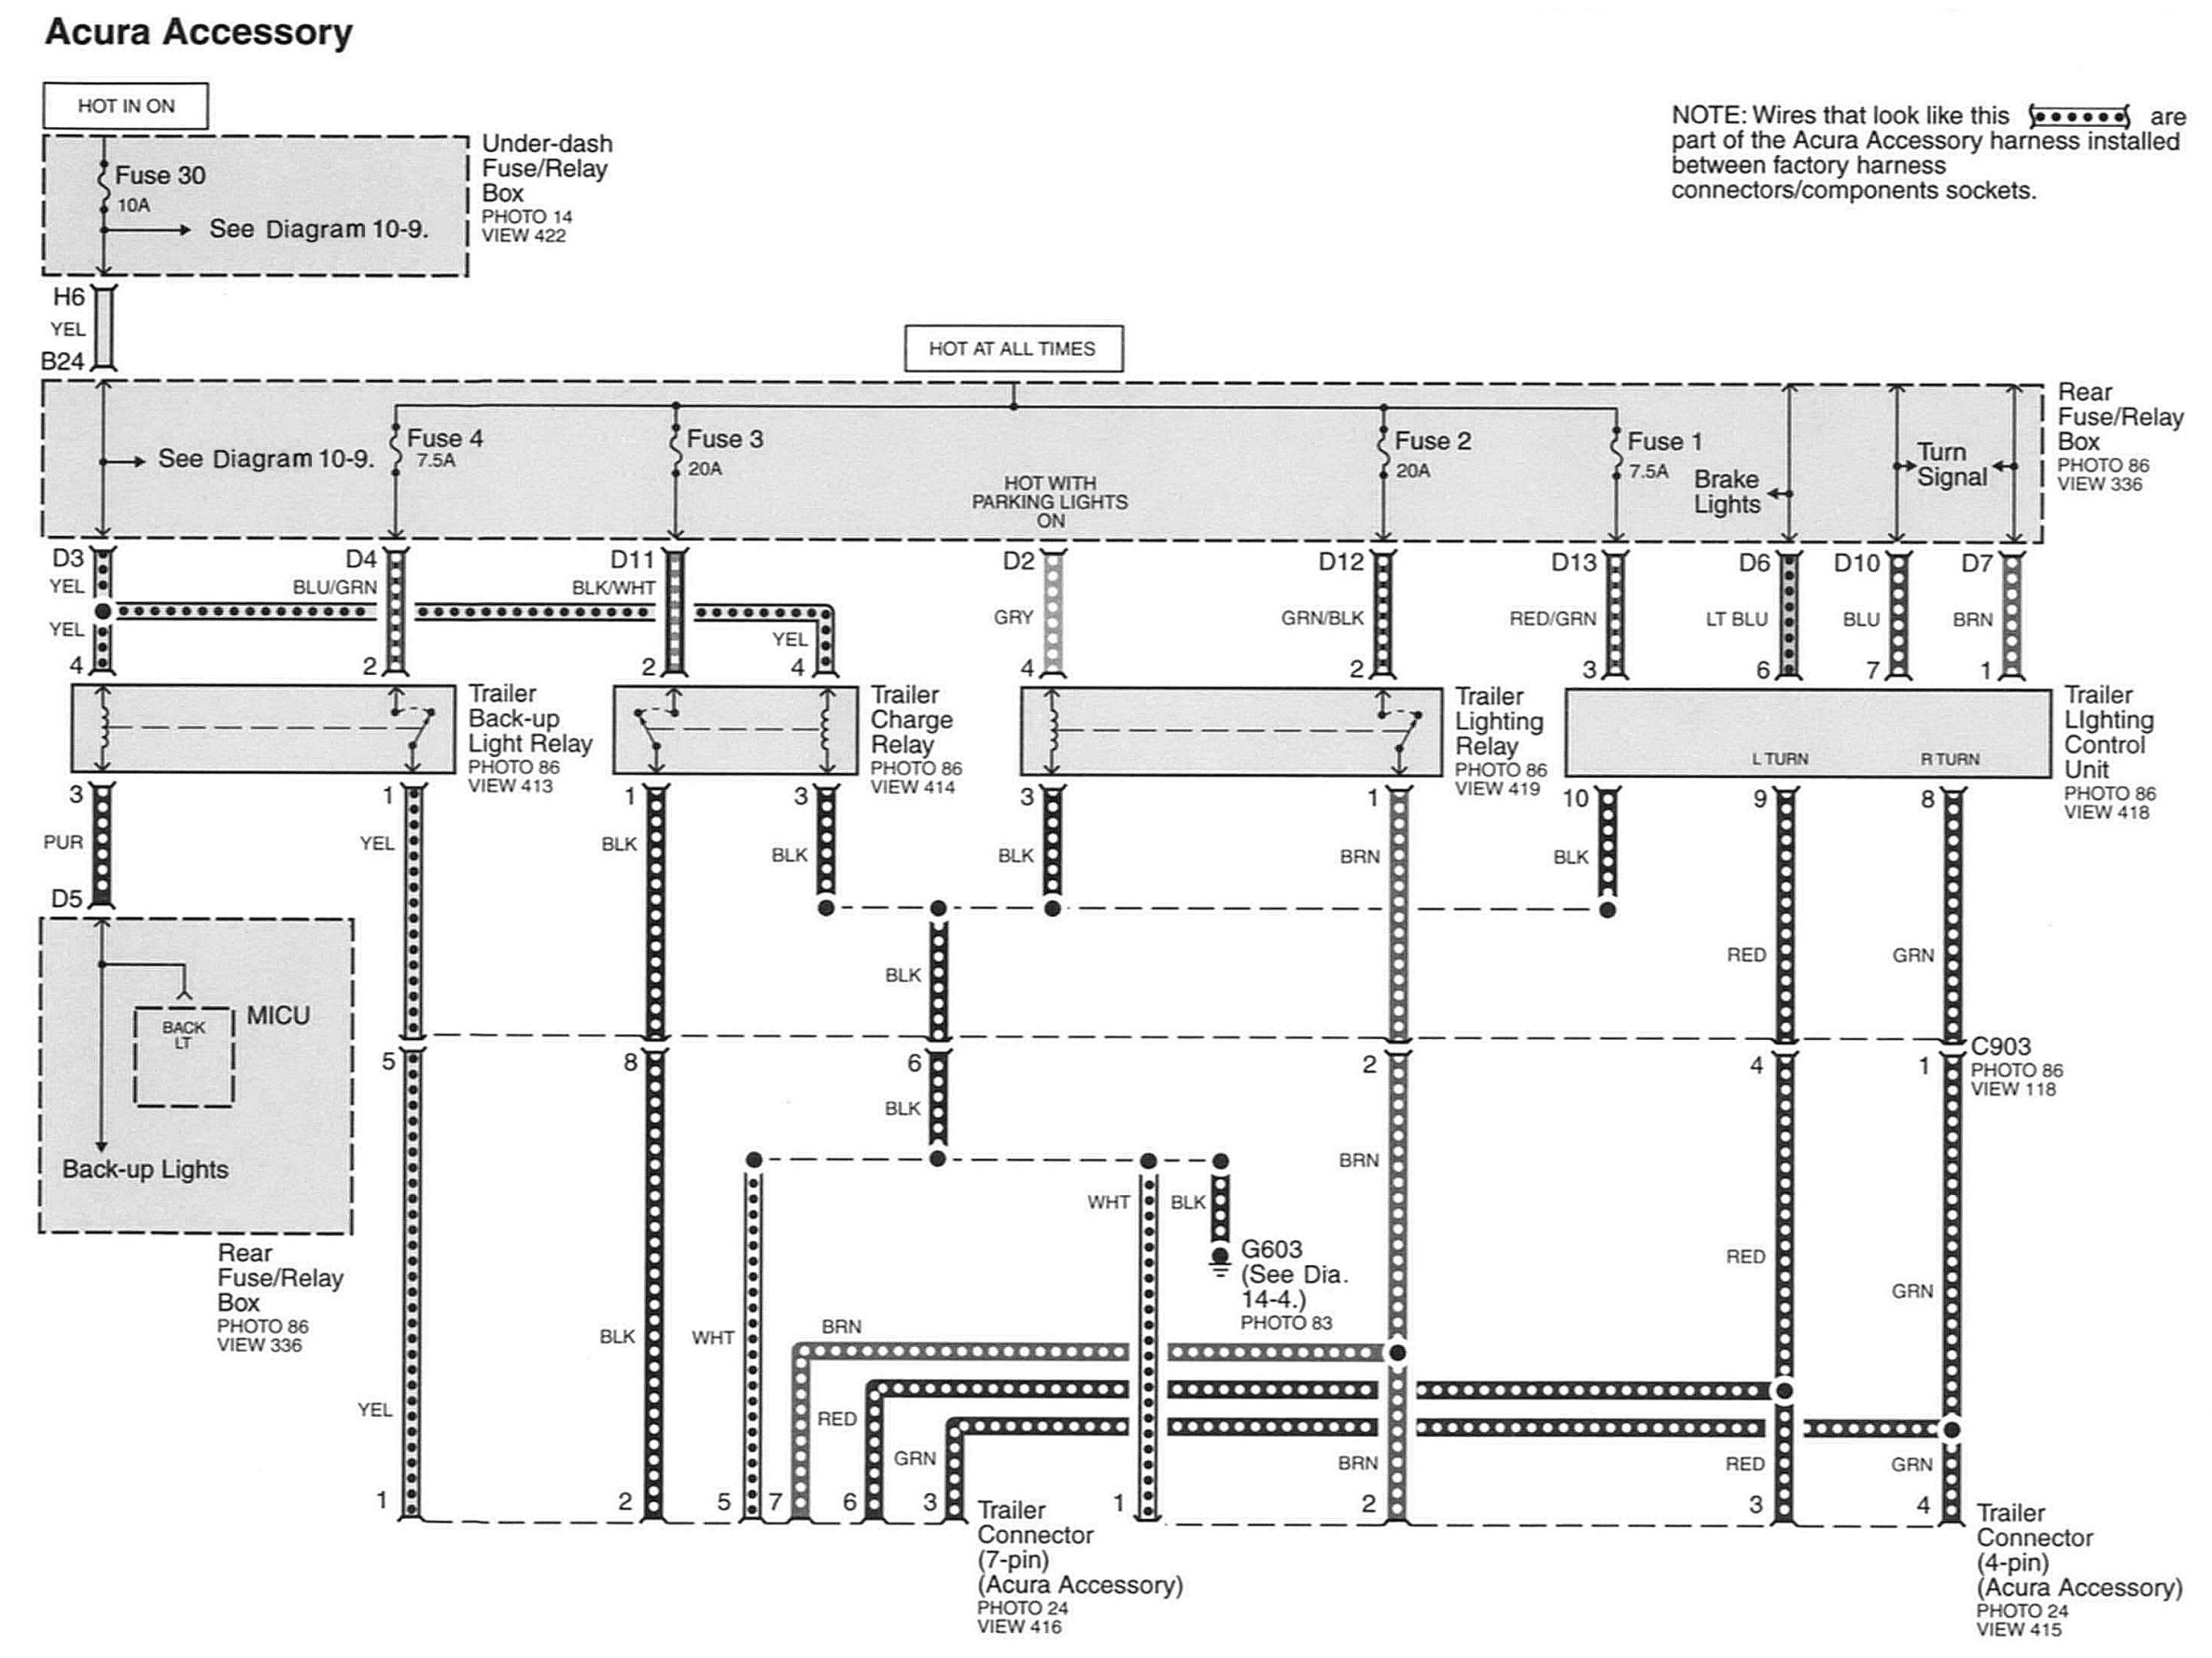 Acura Accessory
HOT IN ON
NOTE: Wires that look like this are
part of the Acura Accessory harness installed
between factory harness
connectors/components sockets.
Under-dash
Fuse/Relay
Box
PHOTO 14
VIEW 422
Fuse 30
10A
See Diagram 10-9.
H6
YEL
B24
HOT AT ALL TIMES
Rear
Fuse/Relay
Box
PHOTO 86
VIEW 336
See Diagram 10-9.
Fuse 4
7.5A
Fuse 3
20A
HOT WITH
PARKING LIGHTS
ON
Fuse 2
20A
Fuse 1
7.5A
Brake
Lights
Turn
Signal
D3
D4
D11
D2
D12
D13
D6
D10
D7
YEL
BLU/GRN
BLK/WHT
GRY
GRN/BLK
RED/GRN
LT BLU
BLU
BRN
YEL
YEL
4
2
2
4
4
2
3
6
7
1
Trailer
Back-up
Light Relay
PHOTO 86
VIEW 413
Trailer
Charge
Relay
PHOTO 86
VIEW 414
Trailer
Lighting
Relay
PHOTO 86
VIEW 419
L TURN
R TURN
Trailer
LIghting
Control
Unit
PHOTO 86
VIEW 418
3
1
1
3
3
1
10
9
8
PUR
YEL
BLK
BLK
BLK
BRN
BLK
D5
RED
GRN
BLK
MICU
BACK
LT
Back-up Lights
Rear
Fuse/Relay
Box
PHOTO 86
VIEW 336
5
8
6
2
4
1
C903
PHOTO 86
VIEW 118
BLK
BRN
WHT
BLK
G603
(See Dia.
14-4.)
PHOTO 83
RED
GRN
BLK
WHT
BRN
YEL
RED
GRN
BRN
RED
GRN
1
2
5
7
6
3
1
2
3
4
Trailer
Connector
(7-pin)
(Acura Accessory)
PHOTO 24
VIEW 416
Trailer
Connector
(4-pin)
(Acura Accessory)
PHOTO 24
VIEW 415